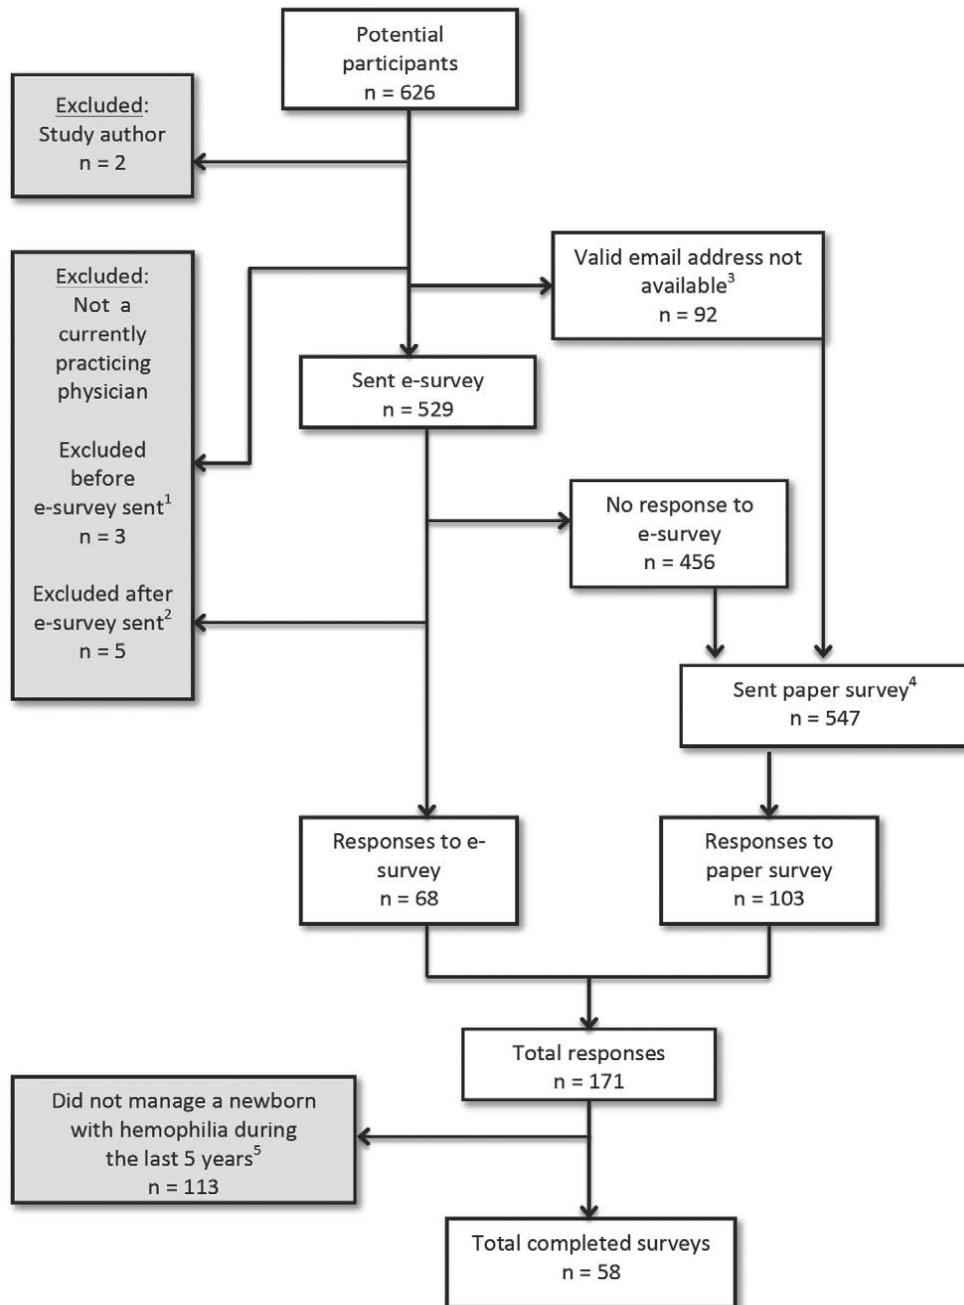 Potential
participants
n = 626
Excluded:
Study author
n = 2
Excluded:
Not a
currently
practicing
physician
Excluded
before
e-survey sent1
n = 3
Excluded after
e-survey sent2
n = 5
Valid email address not
available3
n = 92
Sent e-survey
n = 529
No response to
e-survey
n = 456
Sent paper survey4
n = 547
Responses to e-
survey
n = 68
Responses to
paper survey
n = 103
Total responses
n = 171
Did not manage a newborn
with hemophilia during
the last 5 years5
n = 113
Total completed surveys
n = 58